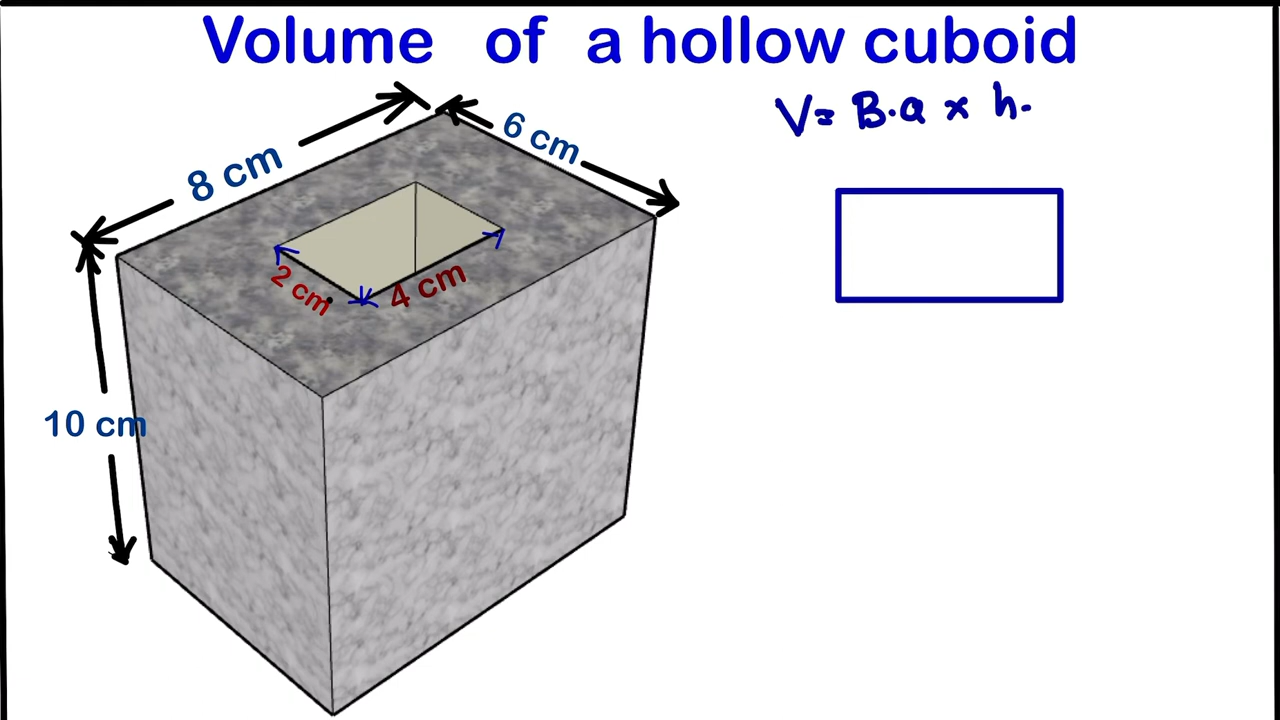 Volume of a hollow cuboid
V= B.a x h.
8 cm
6 cm
2 cm
4 cm
10 cm